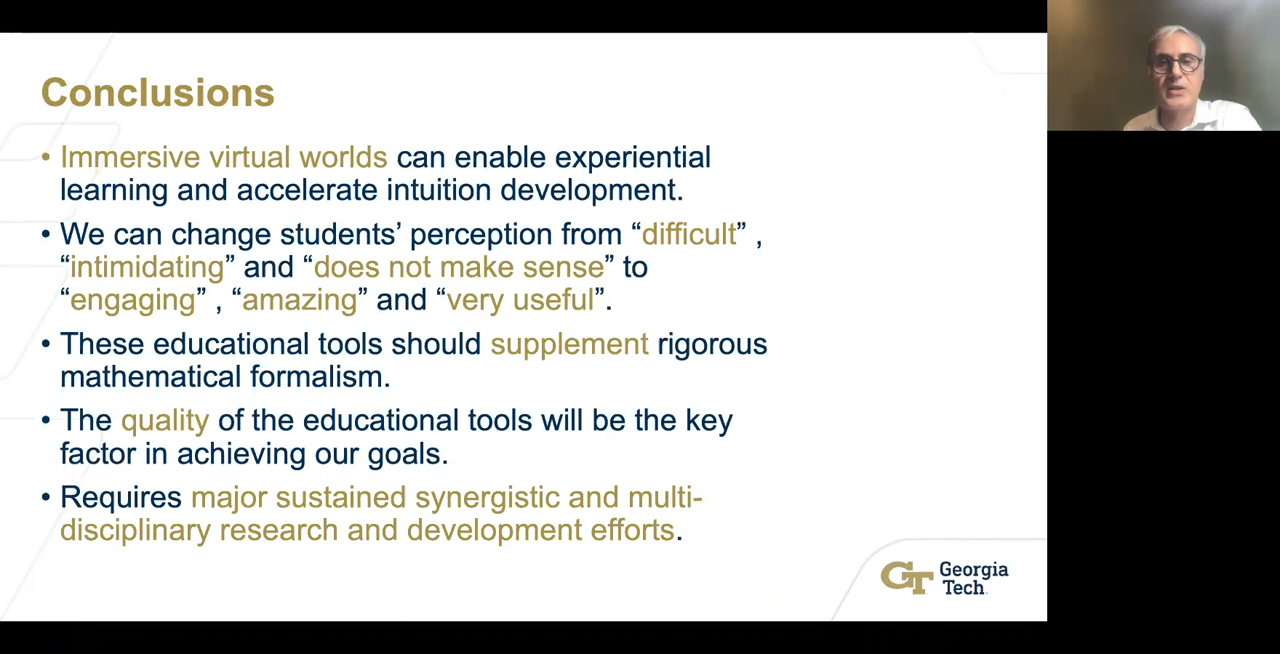 Conclusions
• Immersive virtual worlds can enable experiential
learning and accelerate intuition development.
• We can change students’ perception from “difficult” ,
“intimidating” and “does not make sense” to
“engaging” , “amazing” and “very useful”.
• These educational tools should supplement rigorous
mathematical formalism.
• The quality of the educational tools will be the key
factor in achieving our goals.
• Requires major sustained synergistic and multi-
disciplinary research and development efforts.
GT Georgia
Tech